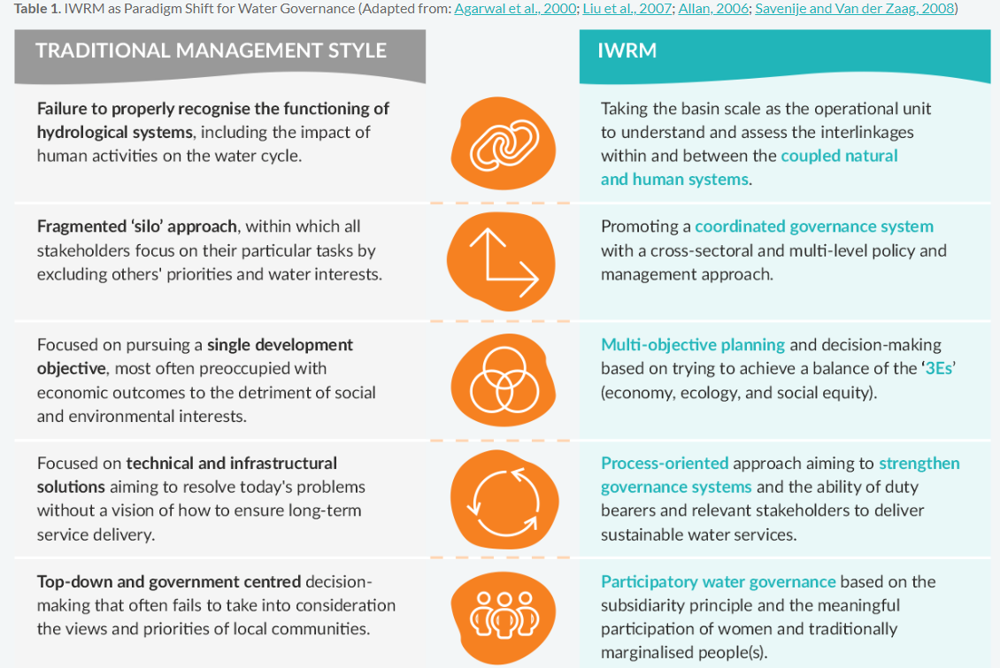 Table 1. IWRM as Paradigm Shift for Water Governance (Adapted from: Agarwal et al., 2000; Liu et al., 2007; Allan, 2006; Savenije and Van der Zaag, 2008)
TRADITIONAL MANAGEMENT STYLE
IWRM
Failure to properly recognise the functioning of
hydrological systems, including the impact of
human activities on the water cycle.
Taking the basin scale as the operational unit
to understand and assess the interlinkages
within and between the coupled natural
and human systems.
Fragmented ‘silo’ approach, within which all
stakeholders focus on their particular tasks by
excluding others' priorities and water interests.
Promoting a coordinated governance system
with a cross-sectoral and multi-level policy and
management approach.
Focused on pursuing a single development
objective, most often preoccupied with
economic outcomes to the detriment of social
and environmental interests.
Multi-objective planning and decision-making
based on trying to achieve a balance of the ‘3Es’
(economy, ecology, and social equity).
Focused on technical and infrastructural
solutions aiming to resolve today's problems
without a vision of how to ensure long-term
service delivery.
Process-oriented approach aiming to strengthen
governance systems and the ability of duty
bearers and relevant stakeholders to deliver
sustainable water services.
Top-down and government centred decision-
making that often fails to take into consideration
the views and priorities of local communities.
Participatory water governance based on the
subsidiarity principle and the meaningful
participation of women and traditionally
marginalised people(s).